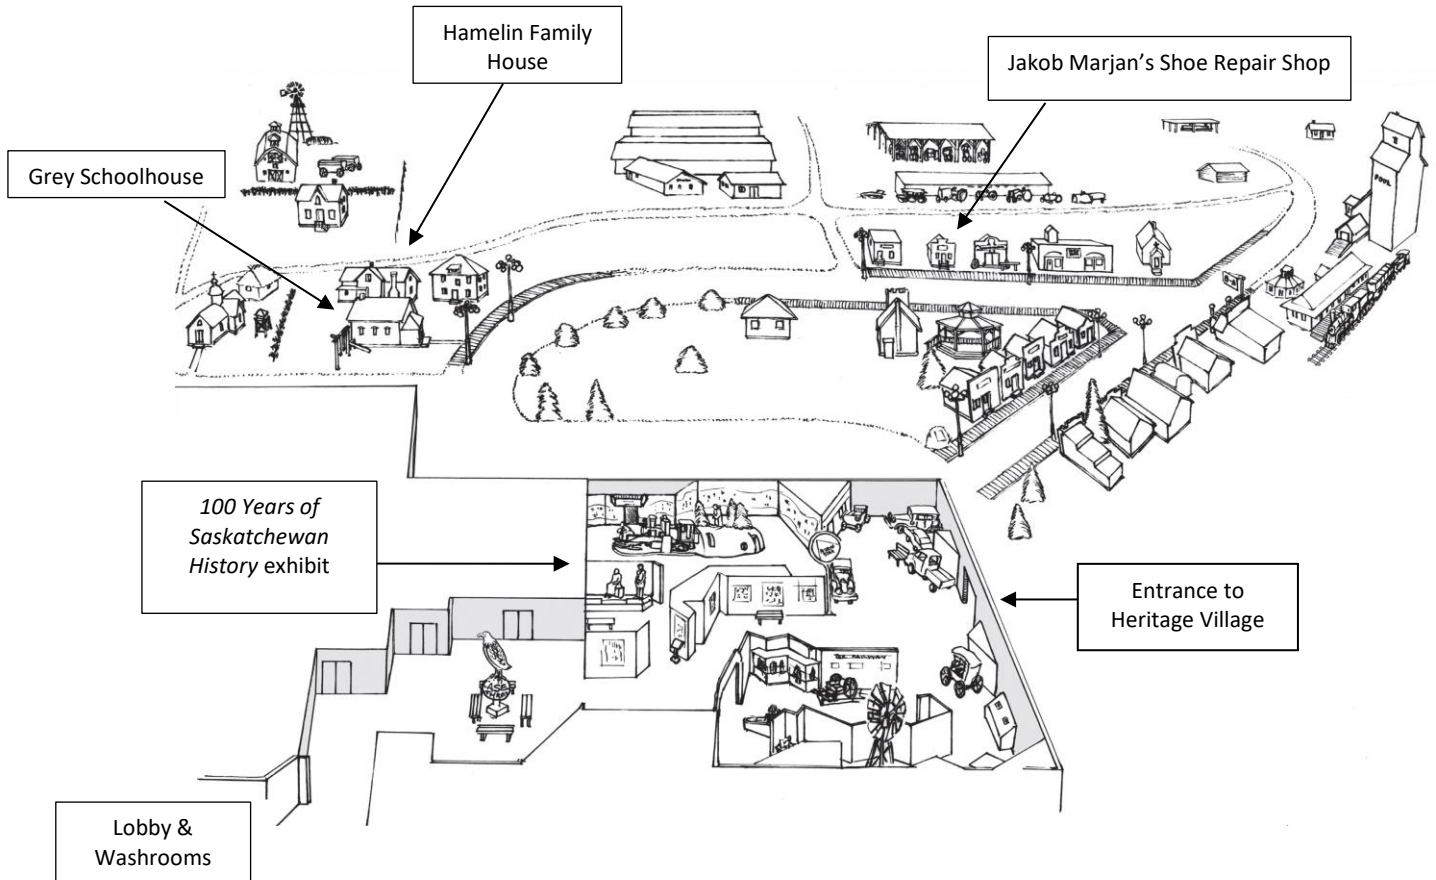 Hamelin Family
House
Jakob Marjan's Shoe Repair Shop
Grey Schoolhouse
POOL
100 Years of
Saskatchewan
History exhibit
Entrance to
Heritage Village
Lobby &
Washrooms